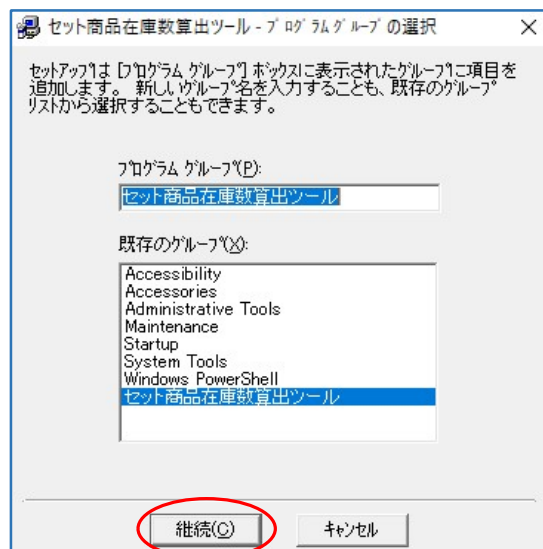 セット商品在庫数算出ツール - プログラムグループの選択
セットアップは [プログラム グループ] ボックスに表示されたグループに項目を
追加します。 新しいグループ名を入力することも、既存のグループ
リストから選択することもできます。
プログラム グループ(P):
セット商品在庫数算出ツール
既存のグループ(X):
Accessibility
Accessories
Administrative Tools
Maintenance
Startup
System Tools
Windows PowerShell
セット商品在庫数算出ツール
継続(C)
キャンセル